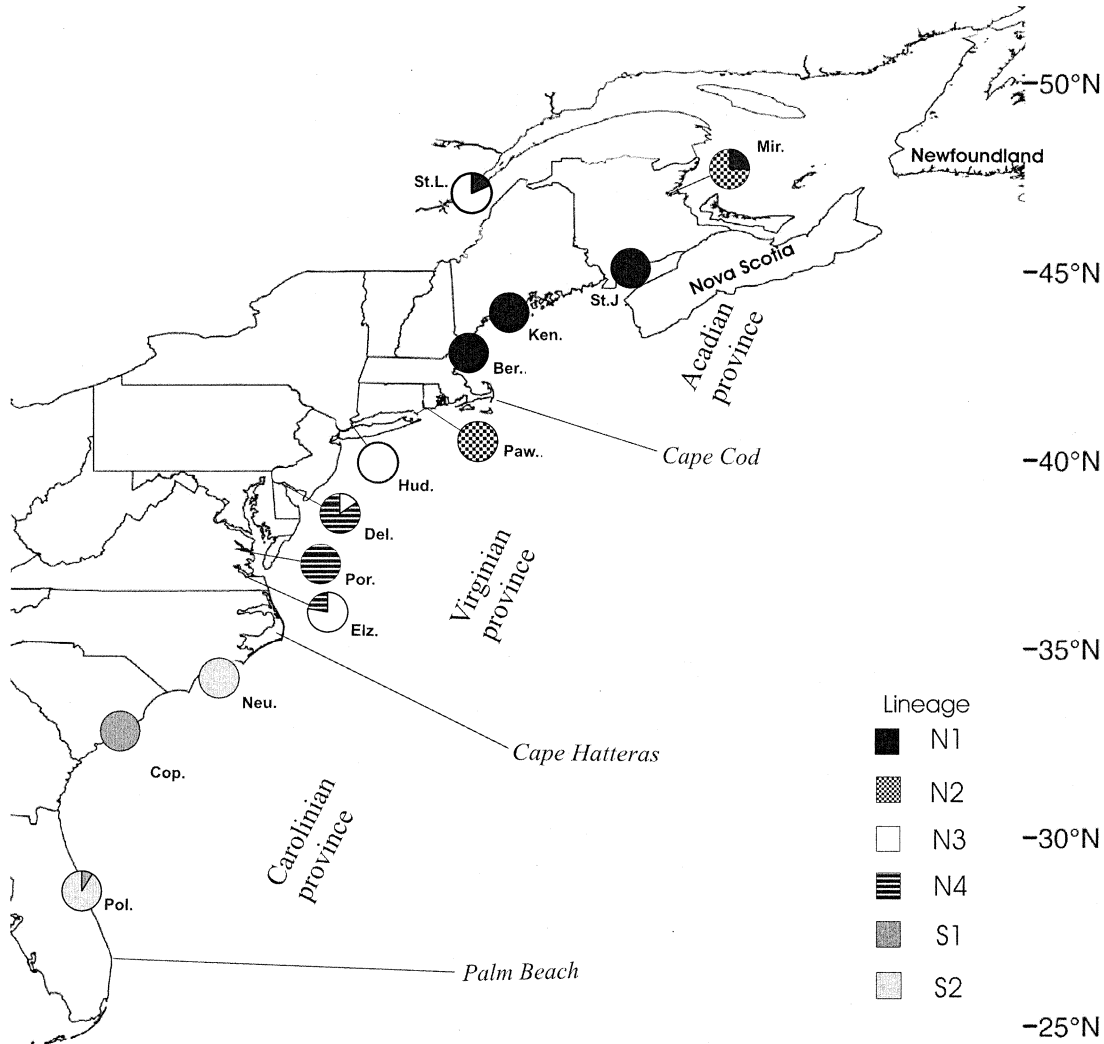 50°N
Mir.
Newfoundland
St.L.
45°N
Nova Scotia
St.J
Ken.
Acadian
province
Ber..
Paw..
Cape Cod
40°N
Hud.
Del.
Virginian
province
Por.
Elz.
35°N
Neu.
Cape Hatteras
Cop.
Carolinian
province
30°N
Pol.
Palm Beach
25°N
Lineage
N1
N2
N3
N4
S1
S2